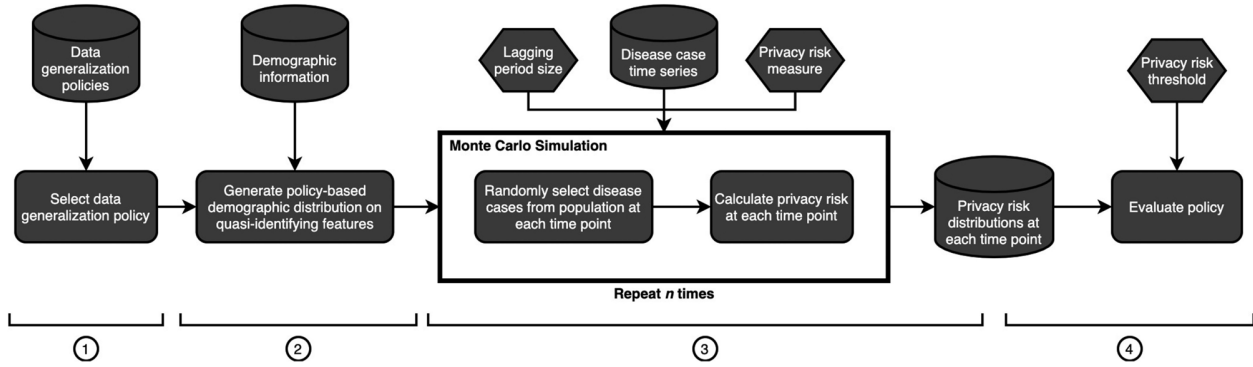 Data
generalization
policies
Demographic
information
Lagging
period size
Disease case
time series
Privacy risk
measure
Privacy risk
threshold
Select data
generalization policy
Generate policy-based
demographic distribution on
quasi-identifying features
Monte Carlo Simulation
Randomly select disease
cases from population at
each time point
Calculate privacy risk
at each time point
Privacy risk
distributions at
each time point
Evaluate policy
Repeat n times
1
2
3
4